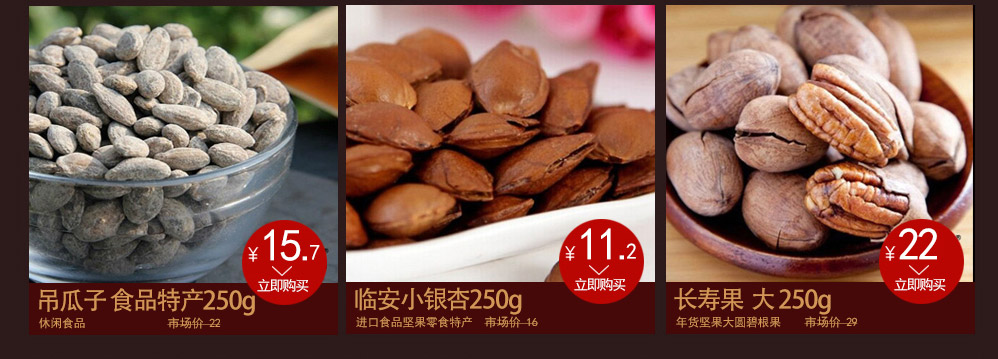 ¥15.7
立即购买
吊瓜子 食品特产250g
休闲食品 市场价 22
¥11.2
立即购买
临安小银杏250g
进口食品坚果零食特产 市场价 16
¥22
立即购买
长寿果 大 250g
年货坚果大圆碧根果 市场价 29